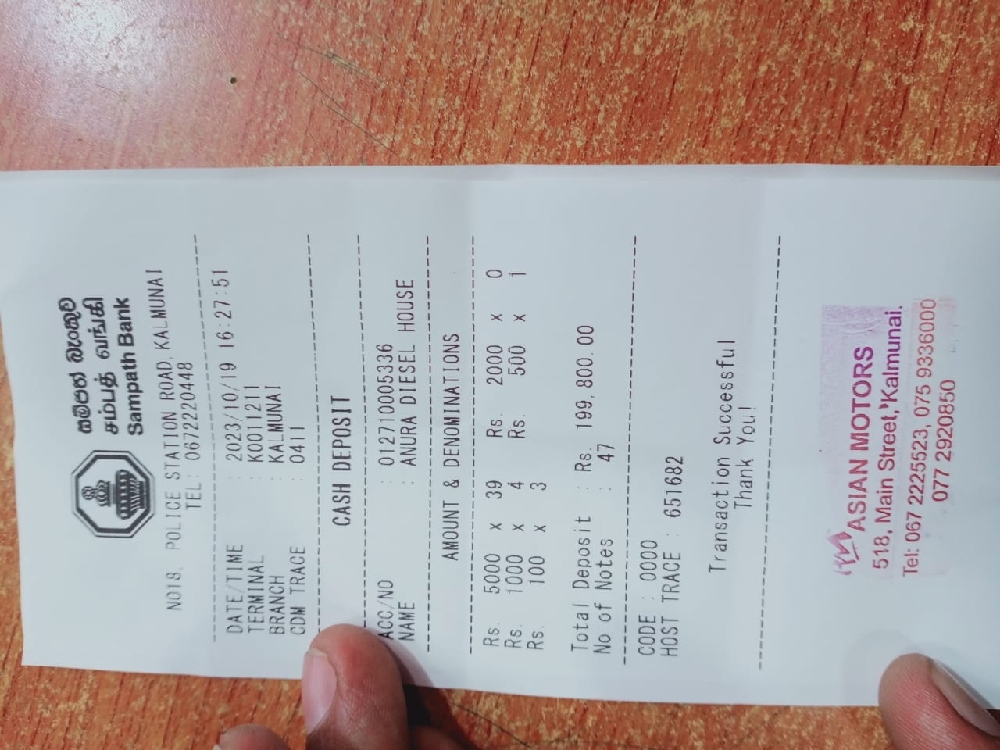 සම්පත් බැංකුව
சம்பத் வங்கி
Sampath Bank
NO18, POLICE STATION ROAD, KALMUNAI
TEL: 0672220448
DATE/TIME : 2023/10/19 16:27:51
TERMINAL : K0011211
BRANCH : KALMUNAI
CDM TRACE : 0411
CASH DEPOSIT
ACC/NO : 012710005336
NAME : ANURA DIESEL HOUSE
AMOUNT & DENOMINATIONS
Rs. 5000 x 39 Rs. 2000 x 0
Rs. 1000 x 4 Rs. 500 x 1
Rs. 100 x 3
Total Deposit : Rs. 199,800.00
No of Notes : 47
CODE : 0000
HOST TRACE : 651682
Transaction Successful
Thank You!
ASIAN MOTORS
518, Main Street, Kalmunai.
Tel: 067 2225523, 075 9336000
077 2920850